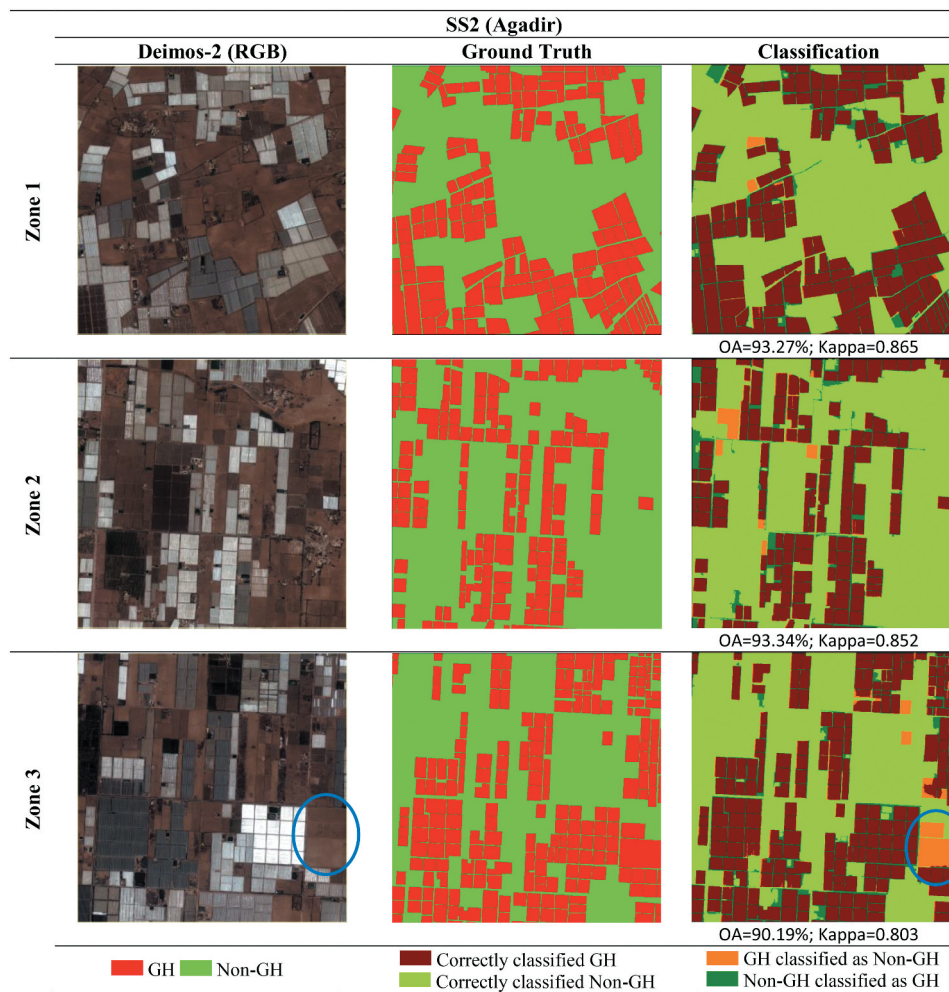 SS2 (Agadir)
Deimos-2 (RGB) Ground Truth Classification
Zone 1
OA=93.27%; Kappa=0.865
Zone 2
OA=93.34%; Kappa=0.852
Zone 3
OA=90.19%; Kappa=0.803
GH Non-GH Correctly classified GH GH classified as Non-GH
Correctly classified Non-GH Non-GH classified as GH